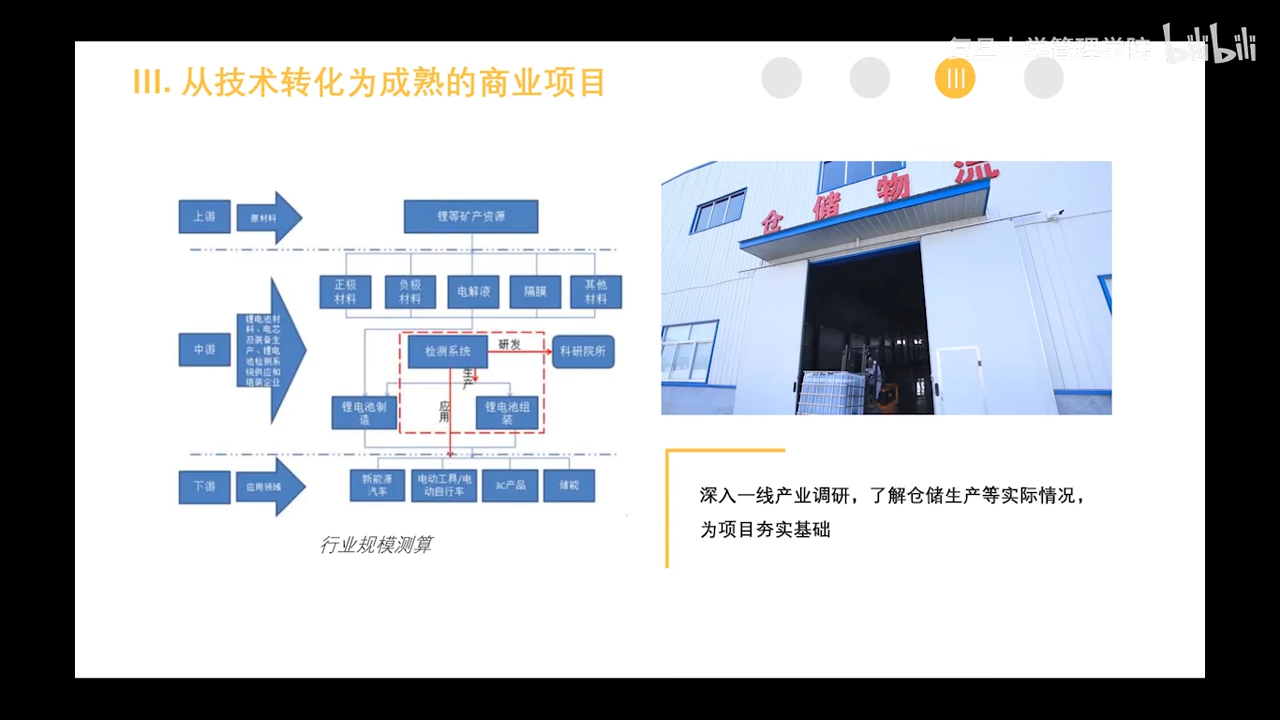 复旦大学管理学院 bilibili
III. 从技术转化为成熟的商业项目
III
上游
原材料
锂等矿产资源
正极
材料
负极
材料
电解液
隔膜
其他
材料
中游
锂电池材
料、电芯
及装备生
产、锂电
池检测系
统供应和
组装企业
检测系统
研发
科研院所
生产
应用
锂电池制
造
锂电池组
装
下游
应用领域
新能源
汽车
电动工具/电
动自行车
3C产品
储能
行业规模测算
仓储物流
深入一线产业调研，了解仓储生产等实际情况，
为项目夯实基础